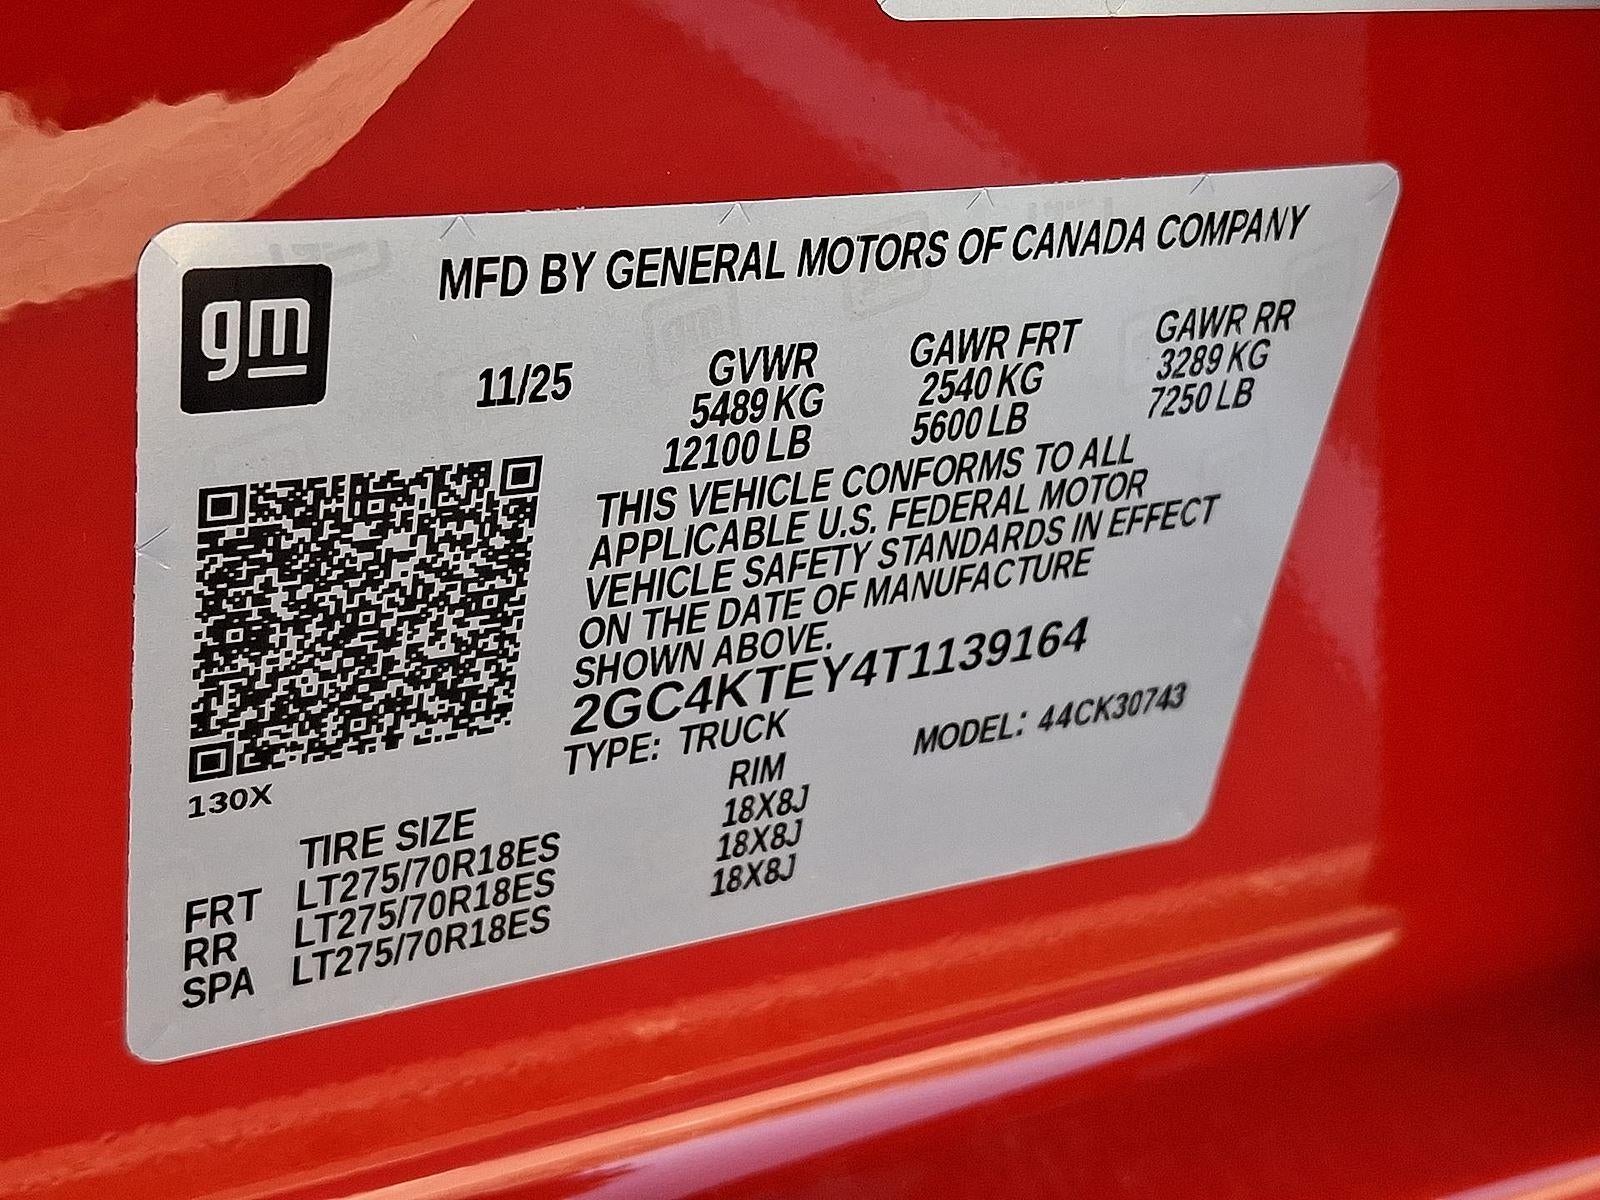 gm
MFD BY GENERAL MOTORS OF CANADA COMPANY
11/25
GVWR
5489 KG
12100 LB
GAWR FRT
2540 KG
5600 LB
GAWR RR
3289 KG
7250 LB
THIS VEHICLE CONFORMS TO ALL
APPLICABLE U.S. FEDERAL MOTOR
VEHICLE SAFETY STANDARDS IN EFFECT
ON THE DATE OF MANUFACTURE
SHOWN ABOVE.
2GC4KTEY4T1139164
TYPE: TRUCK MODEL: 44CK30743
130X
TIRE SIZE RIM
FRT LT275/70R18ES 18X8J
RR LT275/70R18ES 18X8J
SPA LT275/70R18ES 18X8J